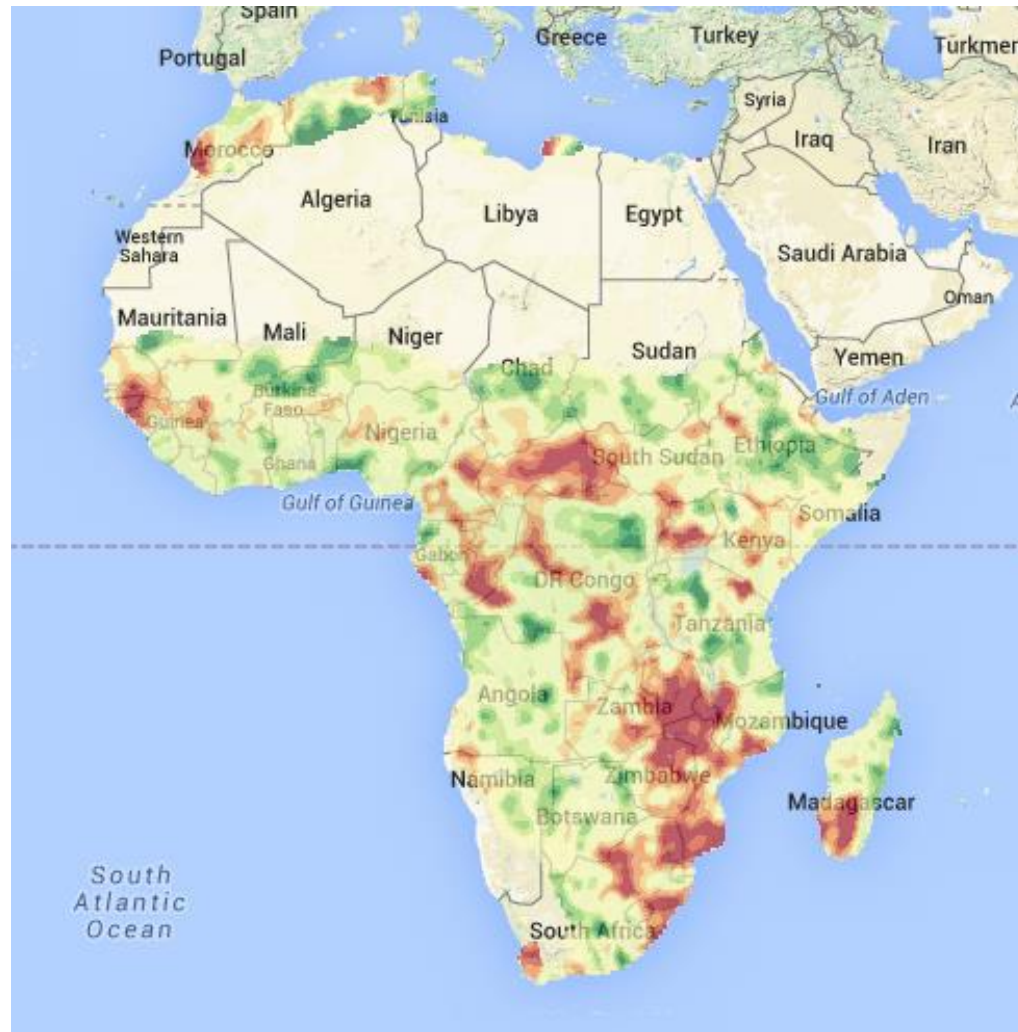 Spain
Portugal
Greece
Turkey
Turkmen
Syria
Tunisia
Iraq
Iran
Morocco
Algeria
Libya
Egypt
Western
Sahara
Saudi Arabia
Oman
Mauritania
Mali
Niger
Chad
Sudan
Yemen
Burkina
Faso
Gulf of Aden
Guinea
Nigeria
Ghana
South Sudan
Ethiopia
Gulf of Guinea
Somalia
Gabon
Kenya
DR Congo
Tanzania
Angola
Zambia
Mozambique
Namibia
Zimbabwe
Botswana
Madagascar
South
Atlantic
Ocean
South Africa